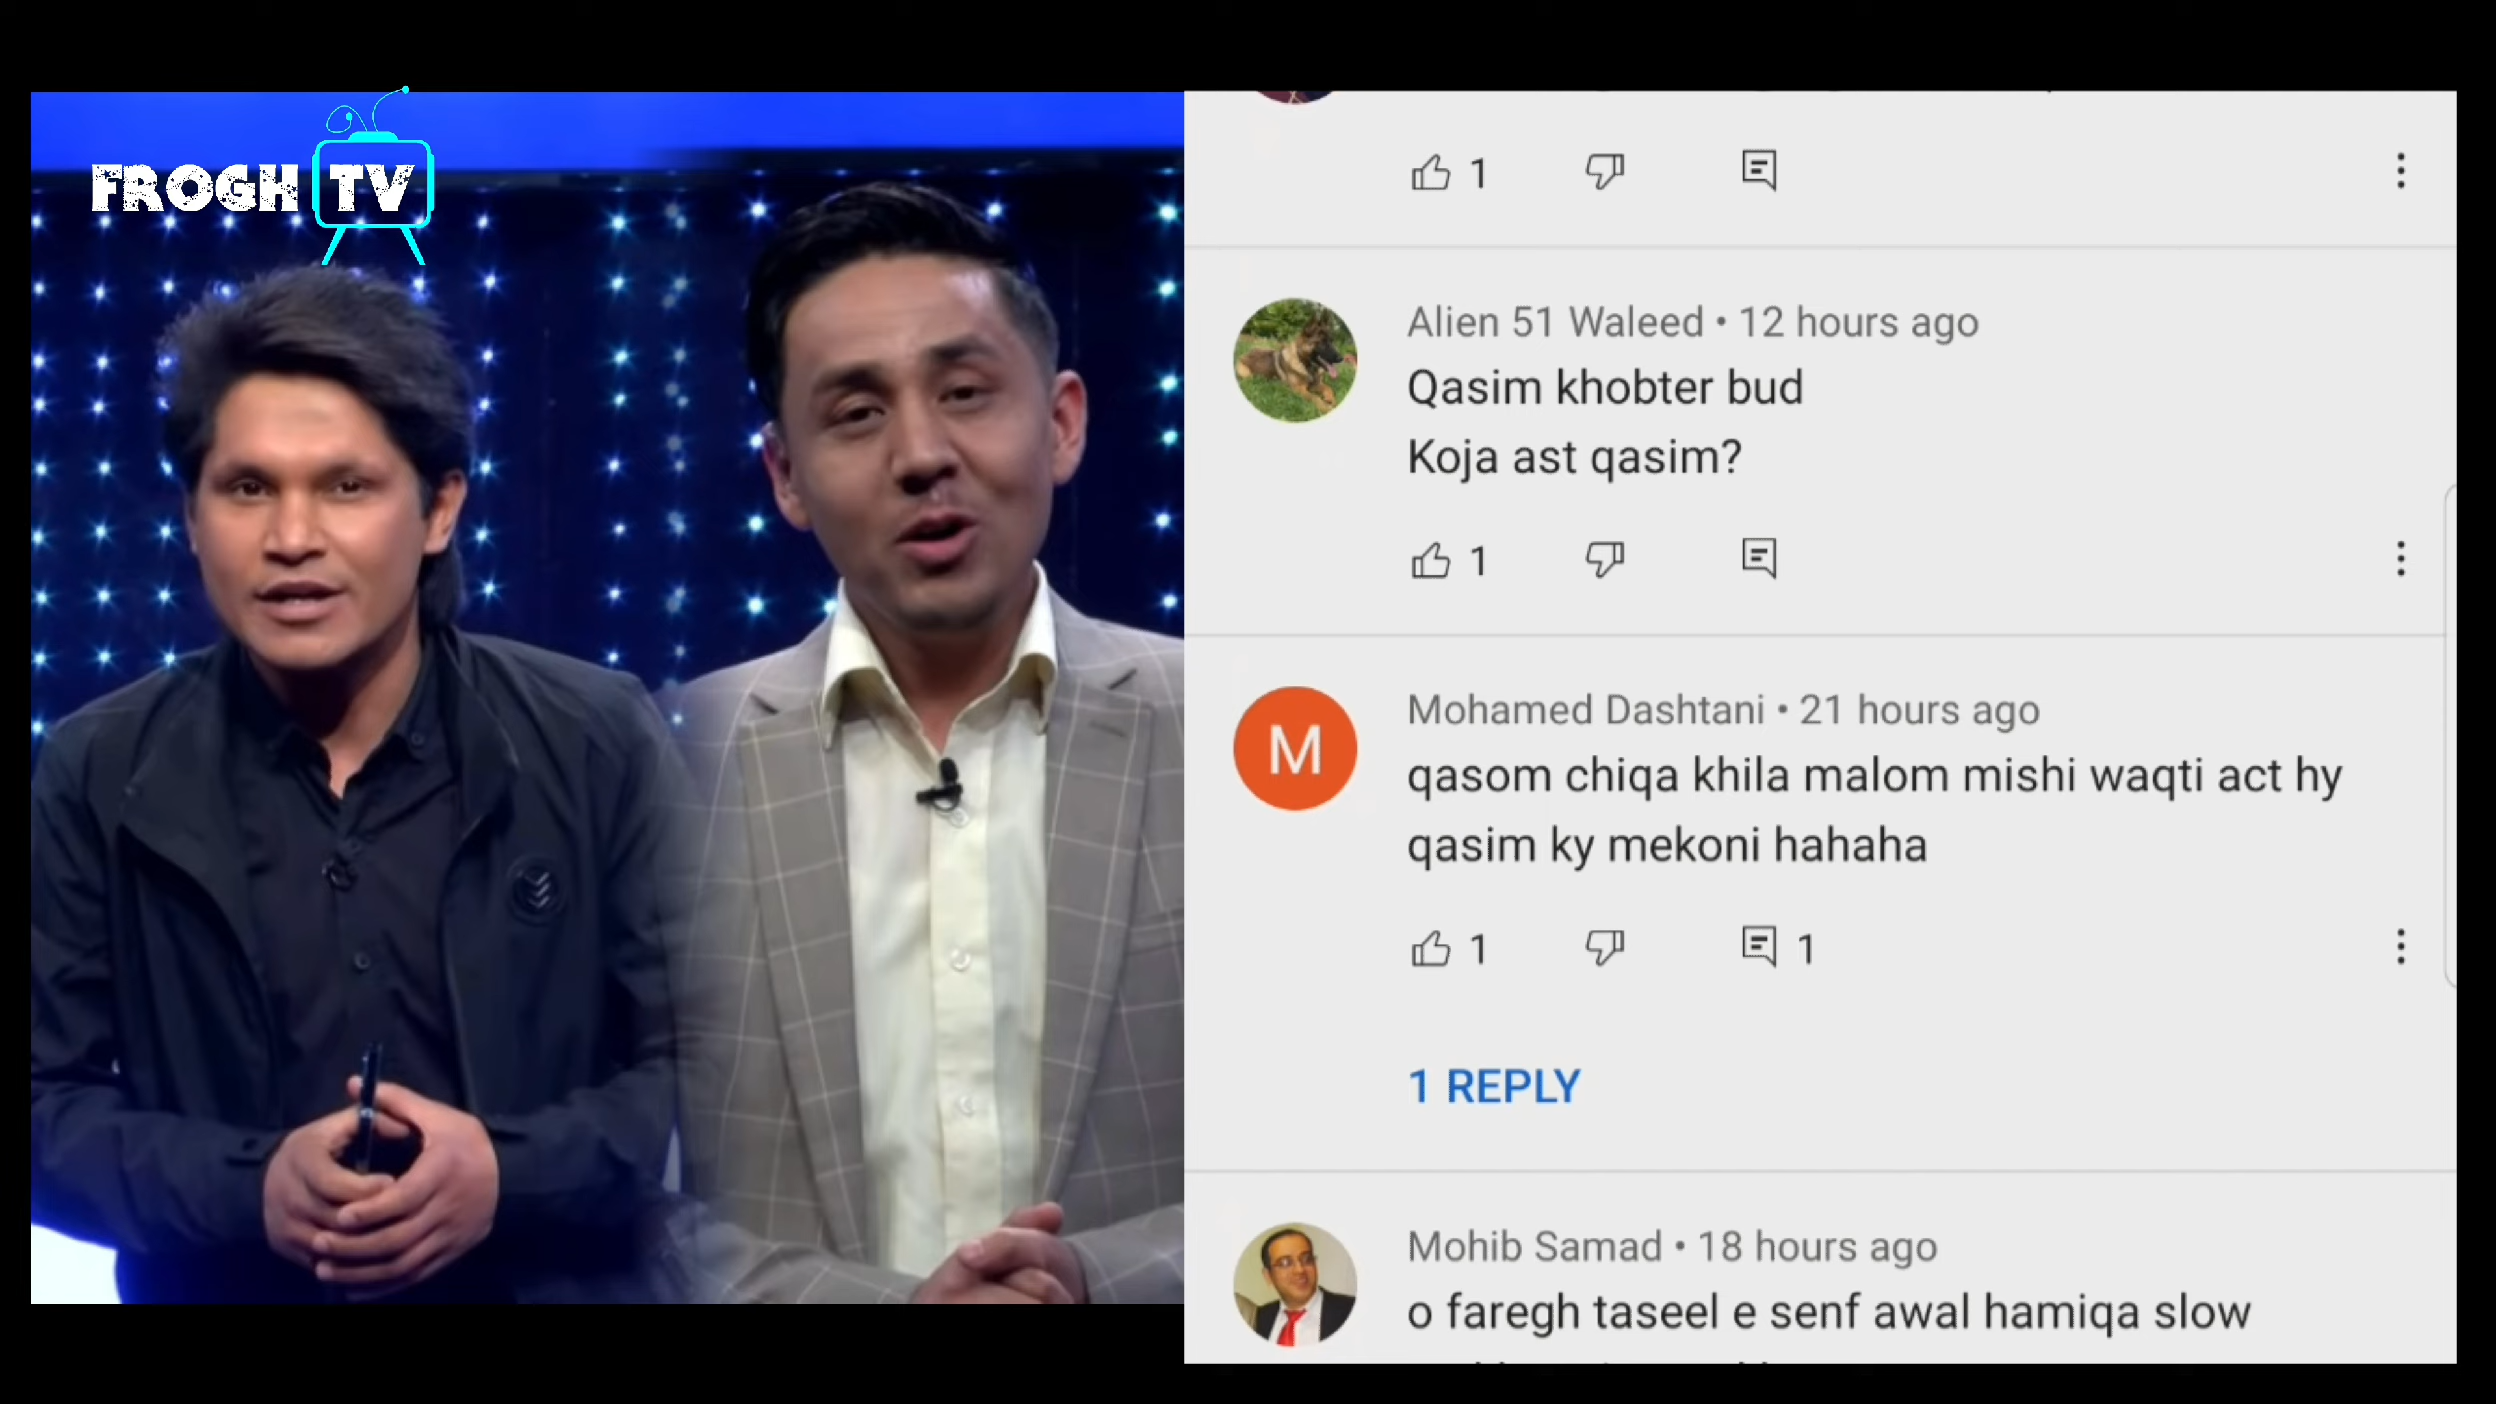 FROGH TV
1
Alien 51 Waleed • 12 hours ago
Qasim khobter bud
Koja ast qasim?
1
M
Mohamed Dashtani • 21 hours ago
qasom chiqa khila malom mishi waqti act hy
qasim ky mekoni hahaha
1 1
1 REPLY
Mohib Samad • 18 hours ago
o faregh taseel e senf awal hamiqa slow